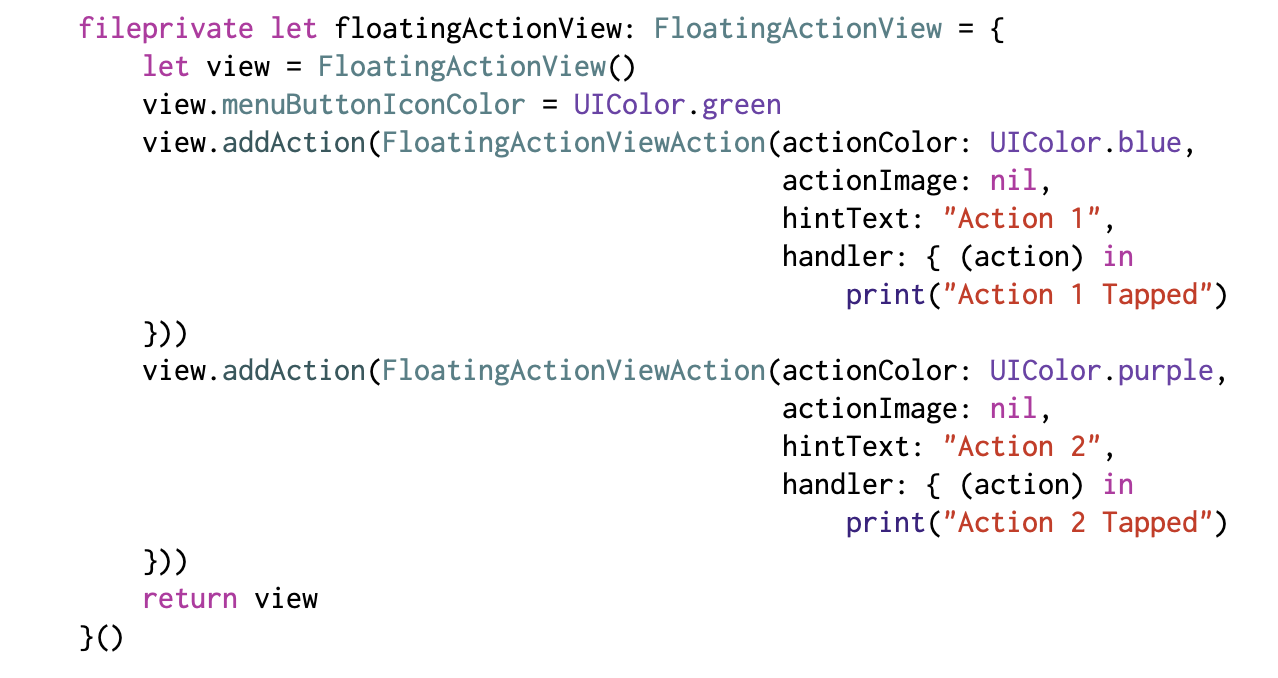 fileprivate let floatingActionView: FloatingActionView = {
    let view = FloatingActionView()
    view.menuButtonIconColor = UIColor.green
    view.addAction(FloatingActionViewAction(actionColor: UIColor.blue,
                                            actionImage: nil,
                                            hintText: "Action 1",
                                            handler: { (action) in
                                                print("Action 1 Tapped")
    }))
    view.addAction(FloatingActionViewAction(actionColor: UIColor.purple,
                                            actionImage: nil,
                                            hintText: "Action 2",
                                            handler: { (action) in
                                                print("Action 2 Tapped")
    }))
    return view
}()